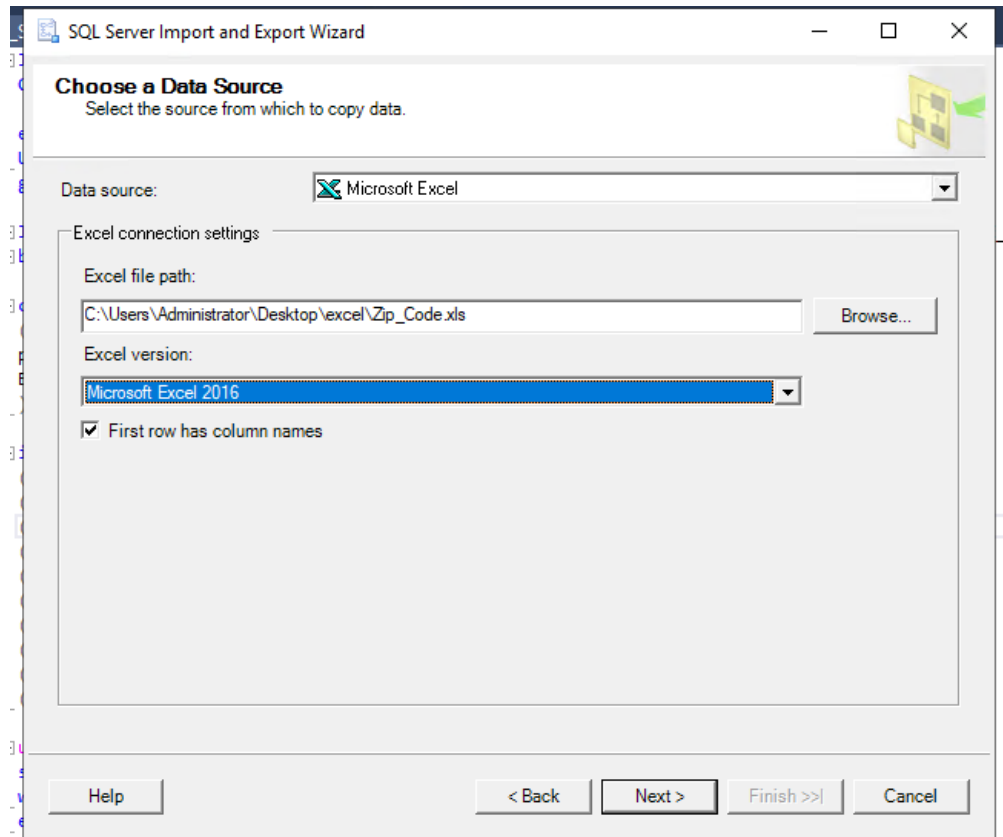 SQL Server Import and Export Wizard
Choose a Data Source
Select the source from which to copy data.
Data source:
Microsoft Excel
Excel connection settings
Excel file path:
C:\Users\Administrator\Desktop\excel\Zip_Code.xls
Browse...
Excel version:
Microsoft Excel 2016
First row has column names
Help
< Back
Next >
Finish >>|
Cancel